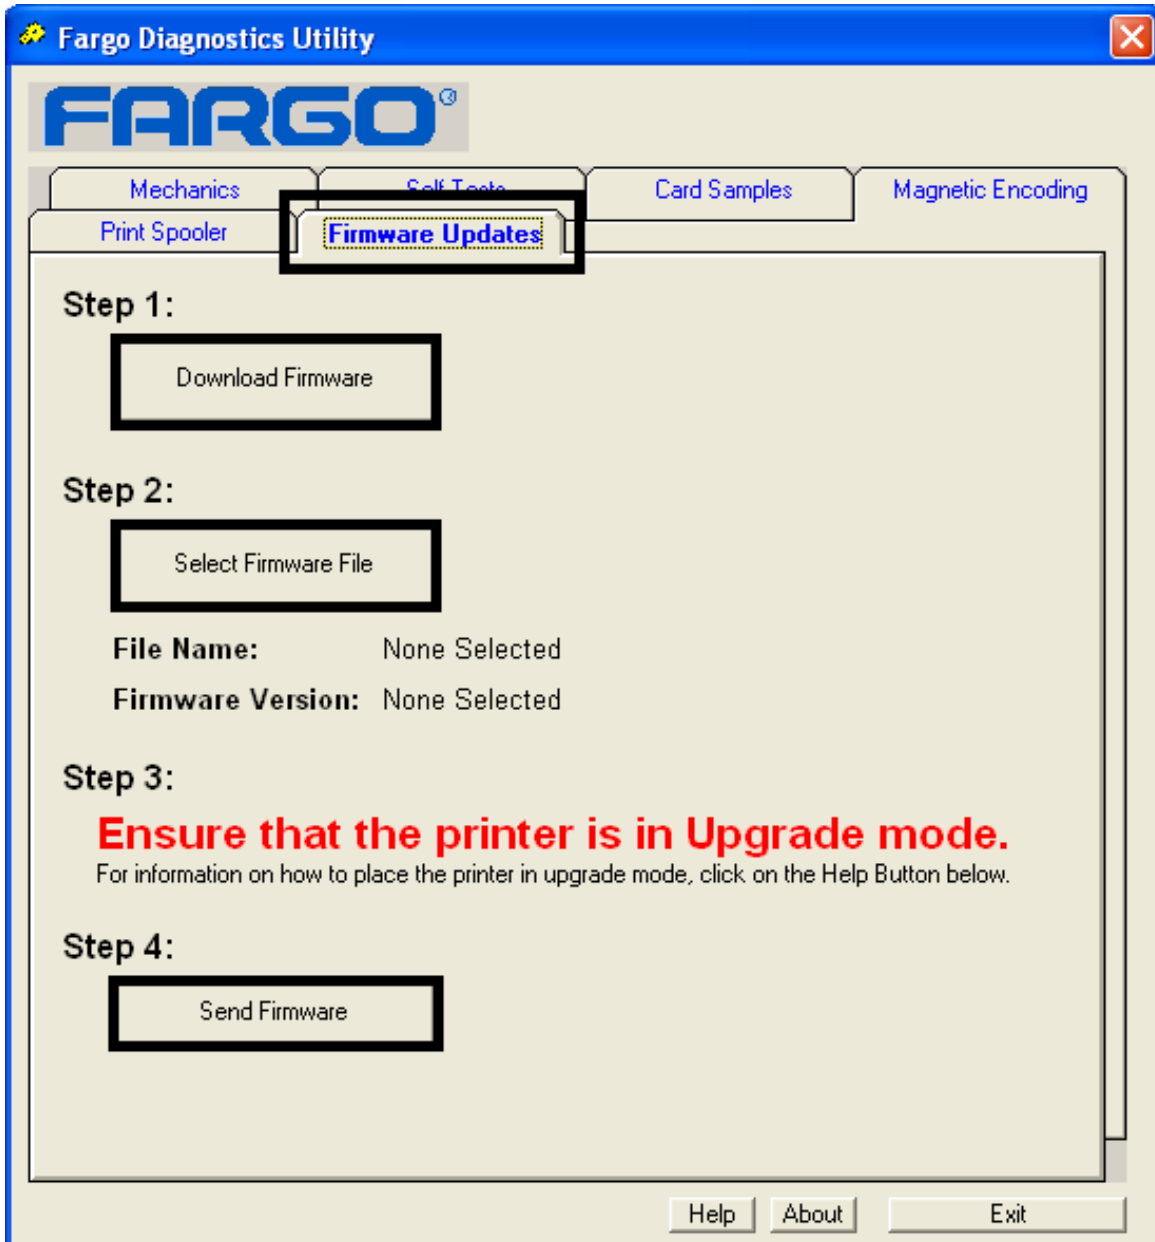 Fargo Diagnostics Utility
FARGO®
Mechanics Self Tests Card Samples Magnetic Encoding
Print Spooler Firmware Updates
Step 1:
Download Firmware
Step 2:
Select Firmware File
File Name: None Selected
Firmware Version: None Selected
Step 3:
Ensure that the printer is in Upgrade mode.
For information on how to place the printer in upgrade mode, click on the Help Button below.
Step 4:
Send Firmware
Help About Exit